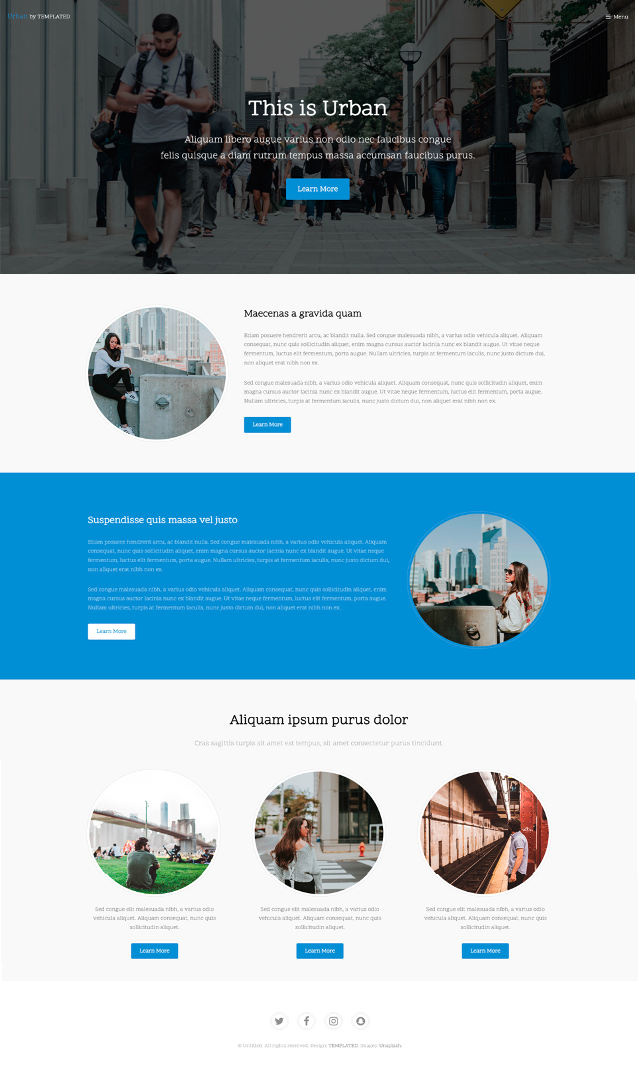 Urban by TEMPLATED
Menu
This is Urban
Aliquam libero augue varius non odio nec faucibus congue
felis quisque a diam rutrum tempus massa accumsan faucibus purus.
Learn More
Maecenas a gravida quam
Etiam posuere hendrerit arcu, ac blandit nulla. Sed congue malesuada nibh, a varius odio vehicula aliquet. Aliquam
consequat, nunc quis sollicitudin aliquet, enim magna cursus auctor lacinia nunc ex blandit augue. Ut vitae neque
fermentum, luctus elit fermentum, porta augue. Nullam ultricies, turpis at fermentum iaculis, nunc justo dictum dui,
non aliquet erat nibh non ex.
Sed congue malesuada nibh, a varius odio vehicula aliquet. Aliquam consequat, nunc quis sollicitudin aliquet, enim
magna cursus auctor lacinia nunc ex blandit augue. Ut vitae neque fermentum, luctus elit fermentum, porta augue.
Nullam ultricies, turpis at fermentum iaculis, nunc justo dictum dui, non aliquet erat nibh non ex.
Learn More
Suspendisse quis massa vel justo
Etiam posuere hendrerit arcu, ac blandit nulla. Sed congue malesuada nibh, a varius odio vehicula aliquet. Aliquam
consequat, nunc quis sollicitudin aliquet, enim magna cursus auctor lacinia nunc ex blandit augue. Ut vitae neque
fermentum, luctus elit fermentum, porta augue. Nullam ultricies, turpis at fermentum iaculis, nunc justo dictum dui,
non aliquet erat nibh non ex.
Sed congue malesuada nibh, a varius odio vehicula aliquet. Aliquam consequat, nunc quis sollicitudin aliquet, enim
magna cursus auctor lacinia nunc ex blandit augue. Ut vitae neque fermentum, luctus elit fermentum, porta augue.
Nullam ultricies, turpis at fermentum iaculis, nunc justo dictum dui, non aliquet erat nibh non ex.
Learn More
Aliquam ipsum purus dolor
Cras sagittis turpis sit amet est tempus, sit amet consectetur purus tincidunt.
Sed congue elit malesuada nibh, a varius odio
vehicula aliquet. Aliquam consequat, nunc quis
sollicitudin aliquet.
Learn More
Sed congue elit malesuada nibh, a varius odio
vehicula aliquet. Aliquam consequat, nunc quis
sollicitudin aliquet.
Learn More
Sed congue elit malesuada nibh, a varius odio
vehicula aliquet. Aliquam consequat, nunc quis
sollicitudin aliquet.
Learn More
© Untitled. All rights reserved. Design: TEMPLATED. Images: Unsplash.